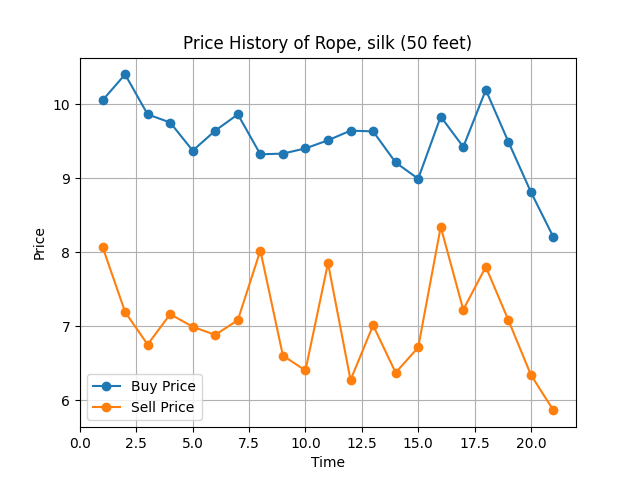 Price History of Rope, silk (50 feet)
10
9
8
7
6
Price
Buy Price
Sell Price
0.0 2.5 5.0 7.5 10.0 12.5 15.0 17.5 20.0
Time